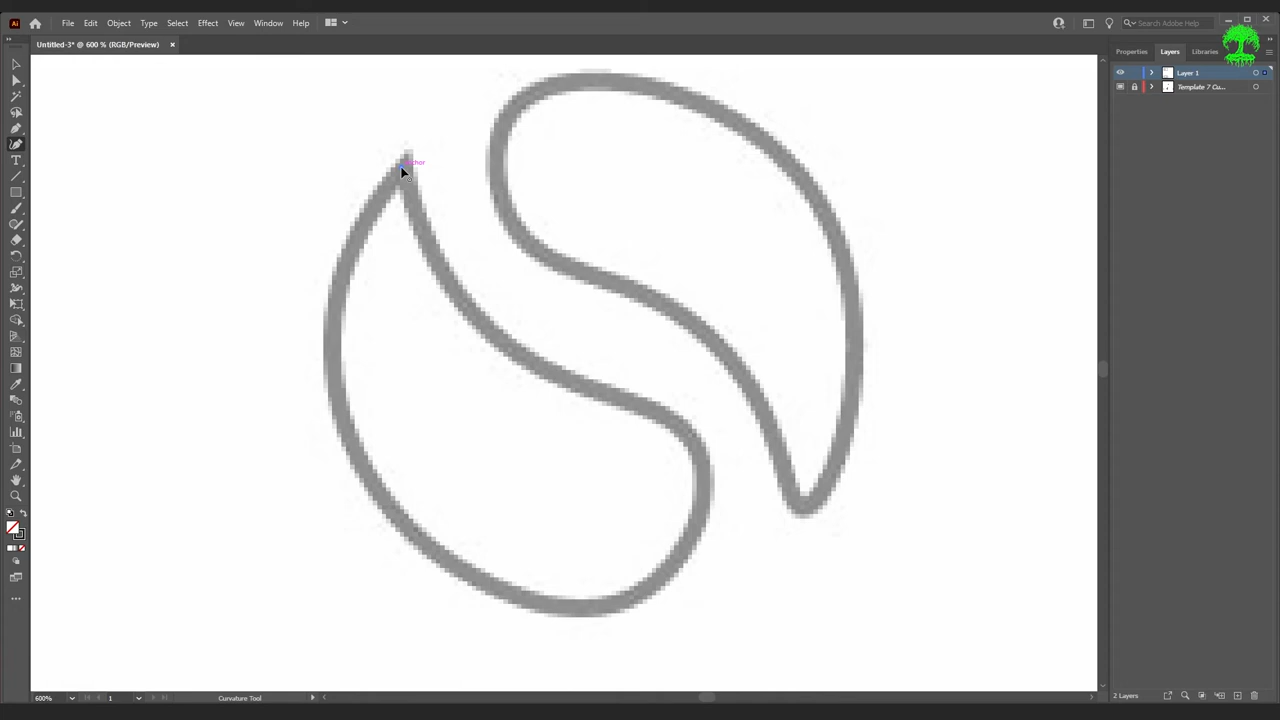 Ai File Edit Object Type Select Effect View Window Help
Search Adobe Help
Untitled-3* @ 600 % (RGB/Preview) ×
Properties Layers Libraries
Layer 1
Template 7 Cu...
anchor
600% 1 Curvature Tool
2 Layers